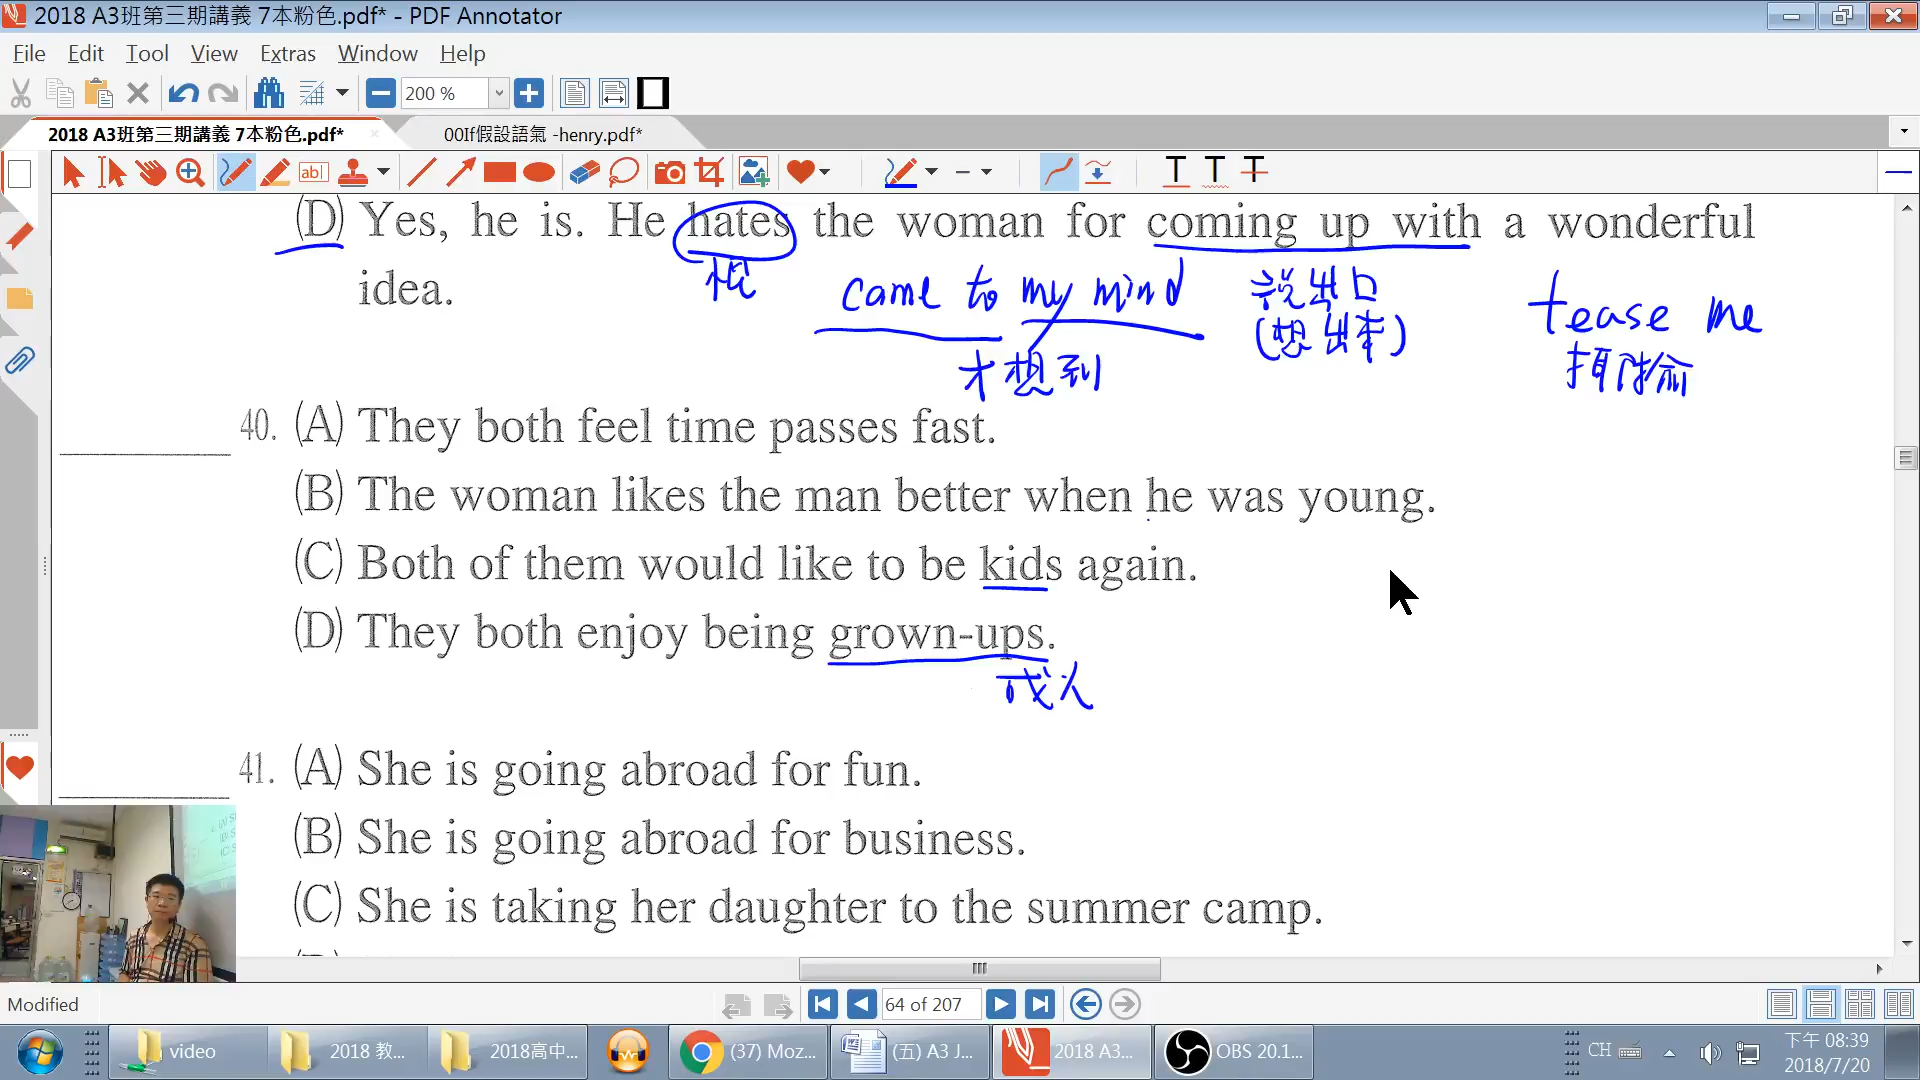 2018 A3班第三期講義 7本粉色.pdf* - PDF Annotator
File Edit Tool View Extras Window Help
200 %
2018 A3班第三期講義 7本粉色.pdf* 00If假設語氣 -henry.pdf*
(D) Yes, he is. He hates the woman for coming up with a wonderful
idea.
came to my mind
說出口
(想出來)
tease me
才想到
40. (A) They both feel time passes fast.
(B) The woman likes the man better when he was young.
(C) Both of them would like to be kids again.
(D) They both enjoy being grown-ups.
成人
41. (A) She is going abroad for fun.
(B) She is going abroad for business.
(C) She is taking her daughter to the summer camp.
Modified
64 of 207
video 2018 教... 2018高中... (37) Moz... (五) A3 J... 2018 A3... OBS 20.1...
CH
下午 08:39
2018/7/20